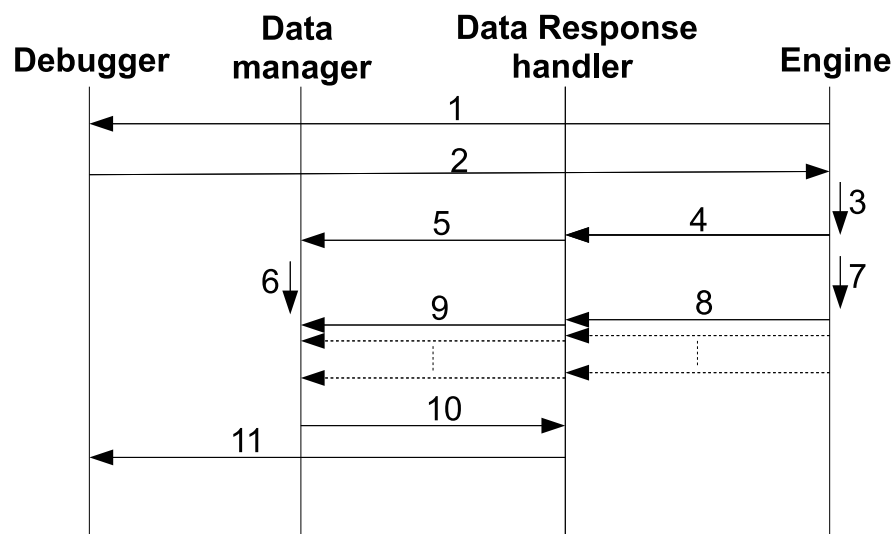 Debugger
Data
manager
Data Response
handler
Engine
1
2
3
4
5
6
7
8
9
10
11